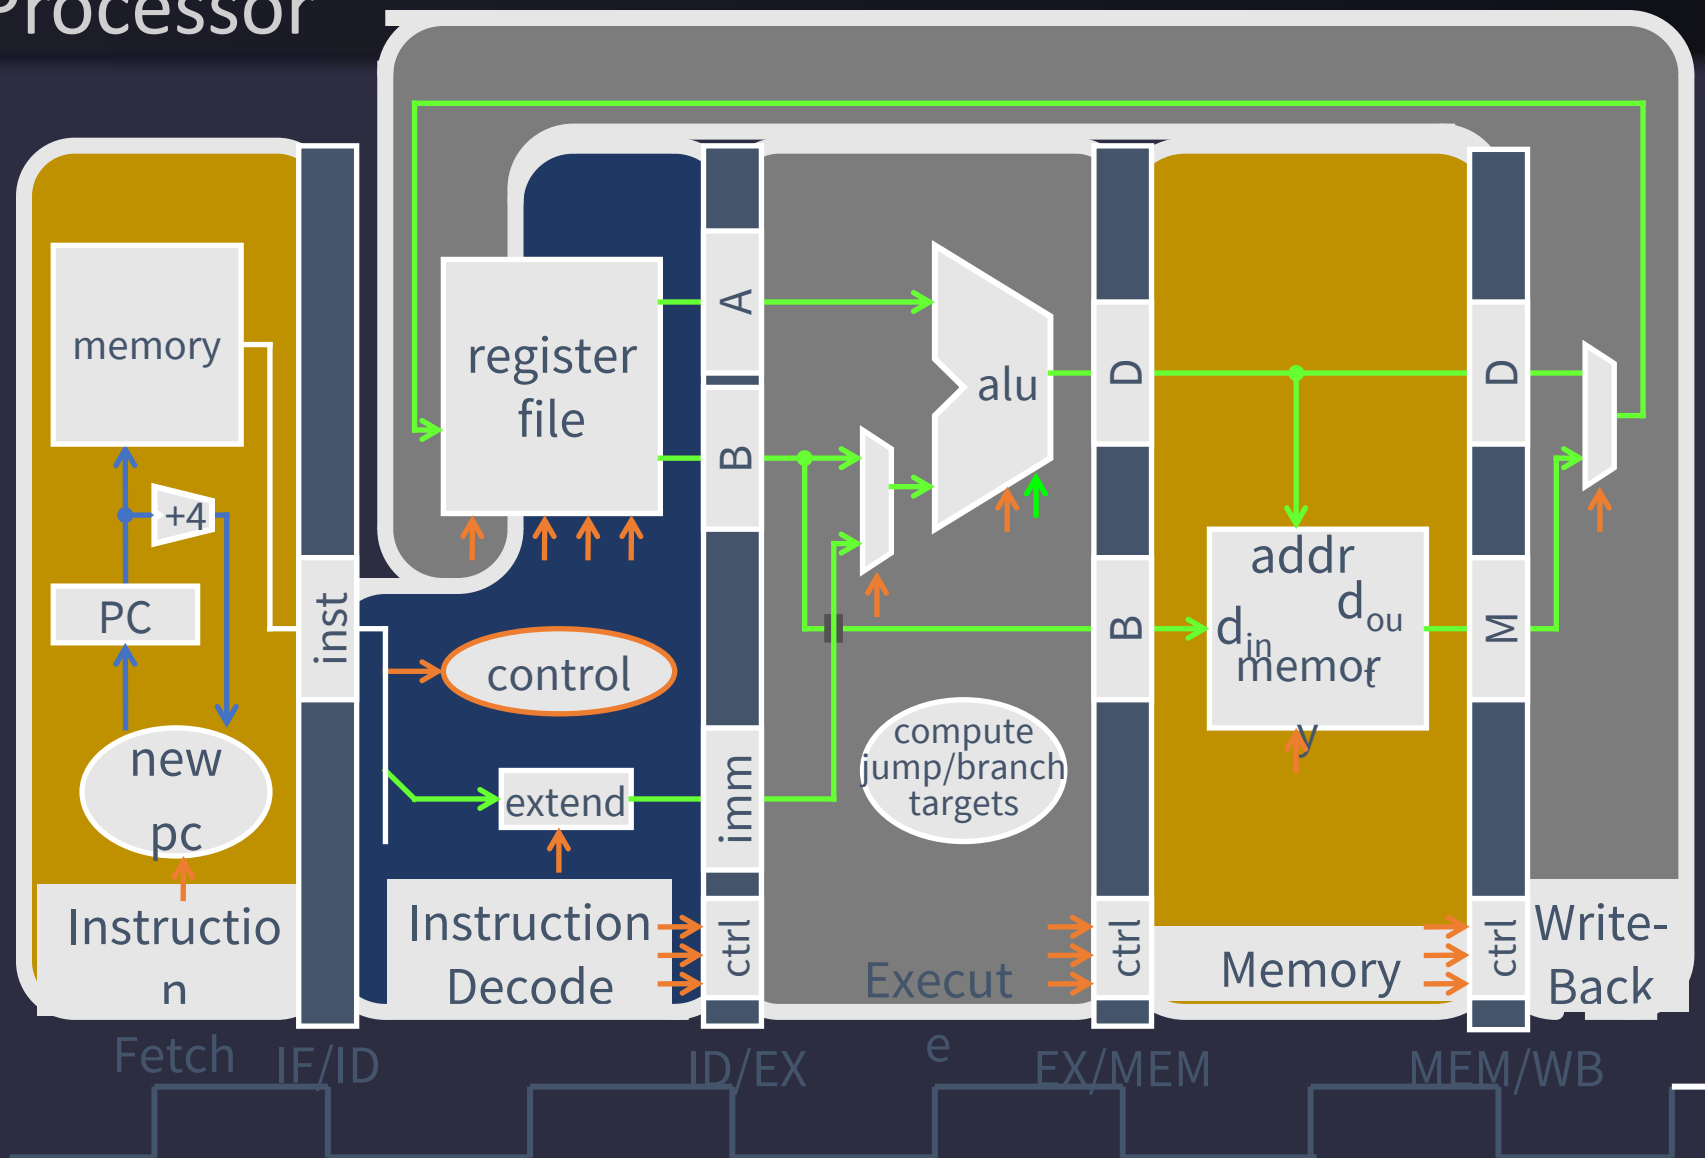 Processor
memory
+4
PC
new
pc
Instructio
n
Fetch
inst
IF/ID
register
file
control
extend
Instruction
Decode
A
B
imm
ctrl
ID/EX
alu
compute
jump/branch
targets
Execut
e
D
B
ctrl
EX/MEM
addr
d_in
d_ou
t
memor
y
Memory
D
M
ctrl
MEM/WB
Write-
Back